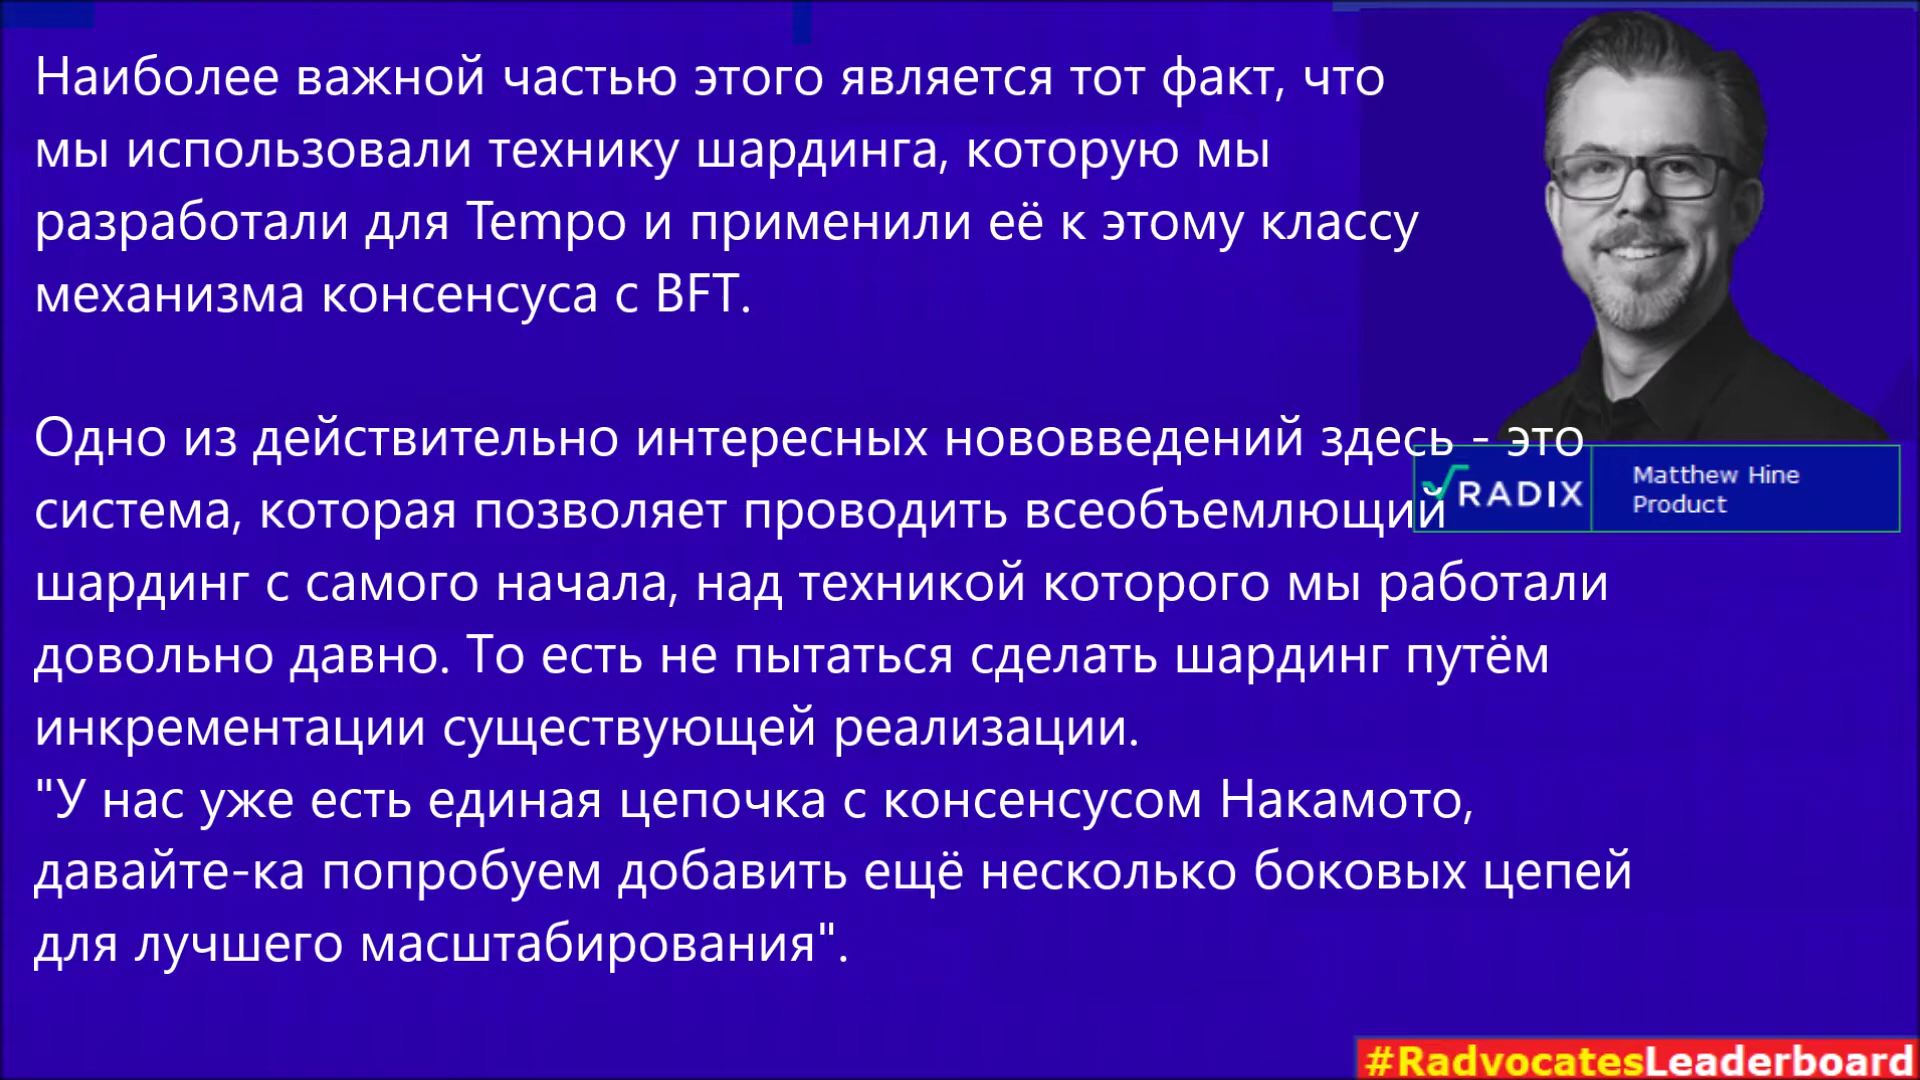 Наиболее важной частью этого является тот факт, что
мы использовали технику шардинга, которую мы
разработали для Tempo и применили её к этому классу
механизма консенсуса с BFT.
Одно из действительно интересных нововведений здесь - это
система, которая позволяет проводить всеобъемлющий
шардинг с самого начала, над техникой которого мы работали
довольно давно. То есть не пытаться сделать шардинг путём
инкрементации существующей реализации.
"У нас уже есть единая цепочка с консенсусом Накамото,
давайте-ка попробуем добавить ещё несколько боковых цепей
для лучшего масштабирования".
RADIX
Matthew Hine
Product
#RadvocatesLeaderboard